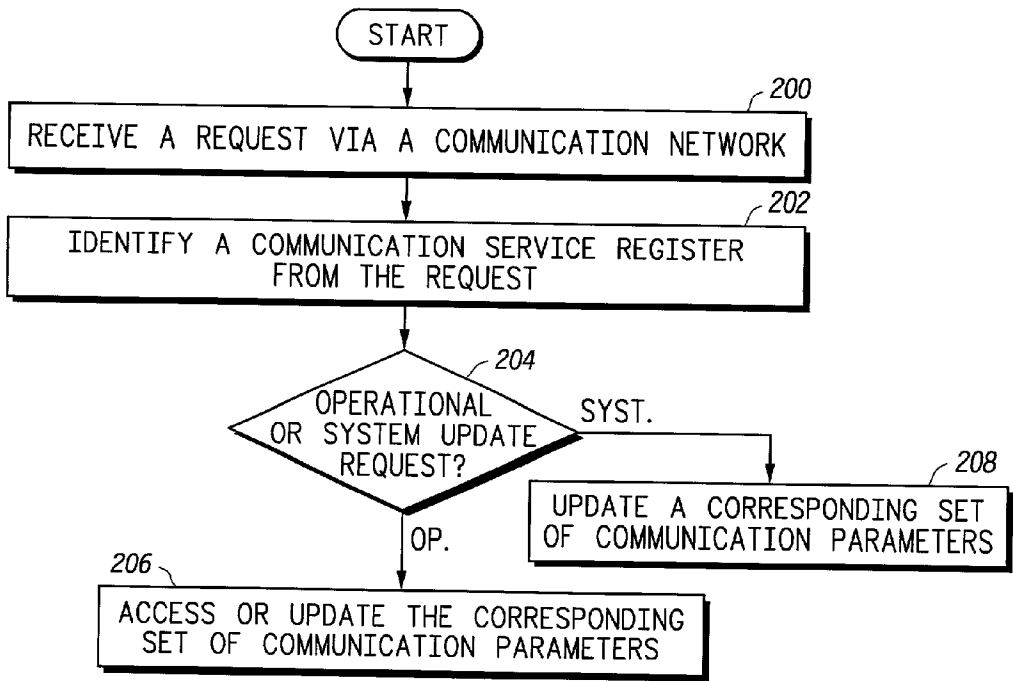 START
200
RECEIVE A REQUEST VIA A COMMUNICATION NETWORK
202
IDENTIFY A COMMUNICATION SERVICE REGISTER
FROM THE REQUEST
204
OPERATIONAL
OR SYSTEM UPDATE
REQUEST?
SYST.
208
UPDATE A CORRESPONDING SET
OF COMMUNICATION PARAMETERS
OP.
206
ACCESS OR UPDATE THE CORRESPONDING
SET OF COMMUNICATION PARAMETERS